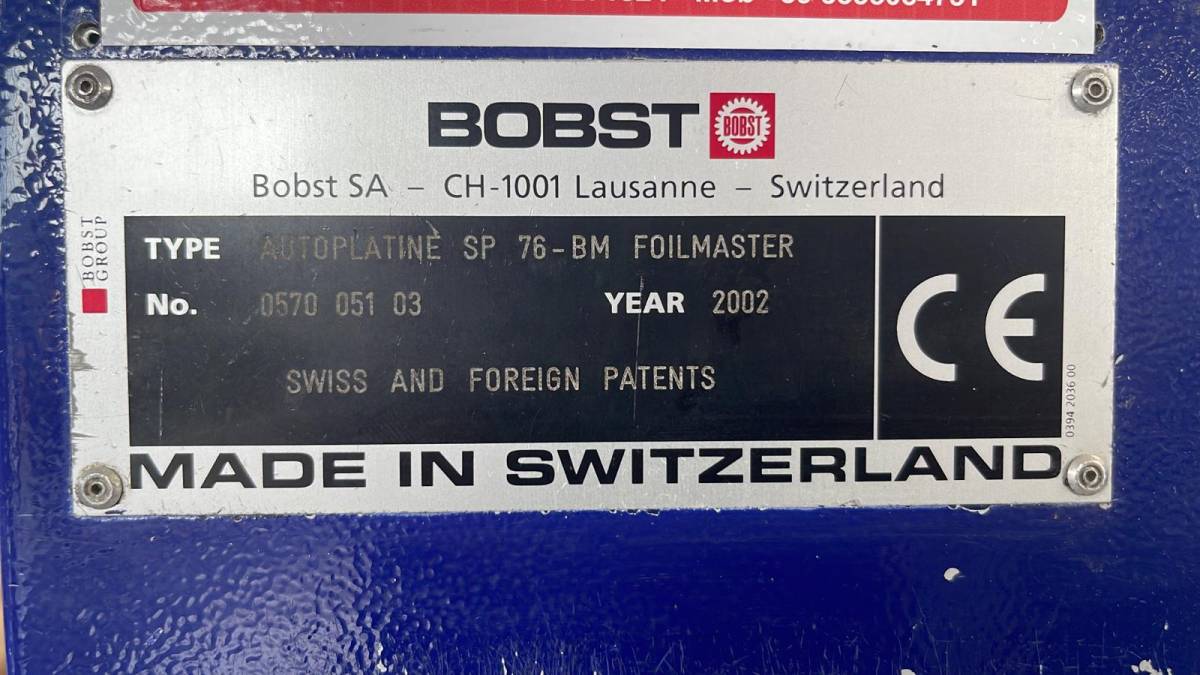 BOBST BOBST
Bobst SA – CH-1001 Lausanne – Switzerland
BOBST
GROUP
TYPE AUTOPLATINE SP 76-BM FOILMASTER
No. 0570 051 03 YEAR 2002
SWISS AND FOREIGN PATENTS
CE
0394 2036 00
MADE IN SWITZERLAND